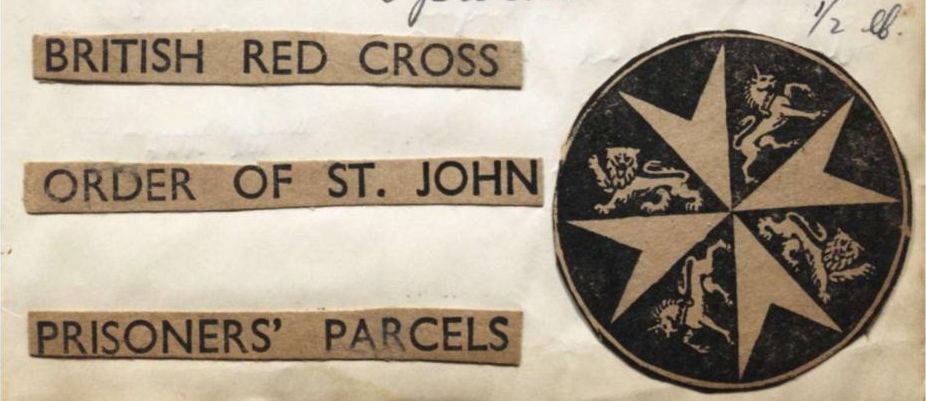 ½ lb.
BRITISH RED CROSS
ORDER OF ST. JOHN
PRISONERS' PARCELS